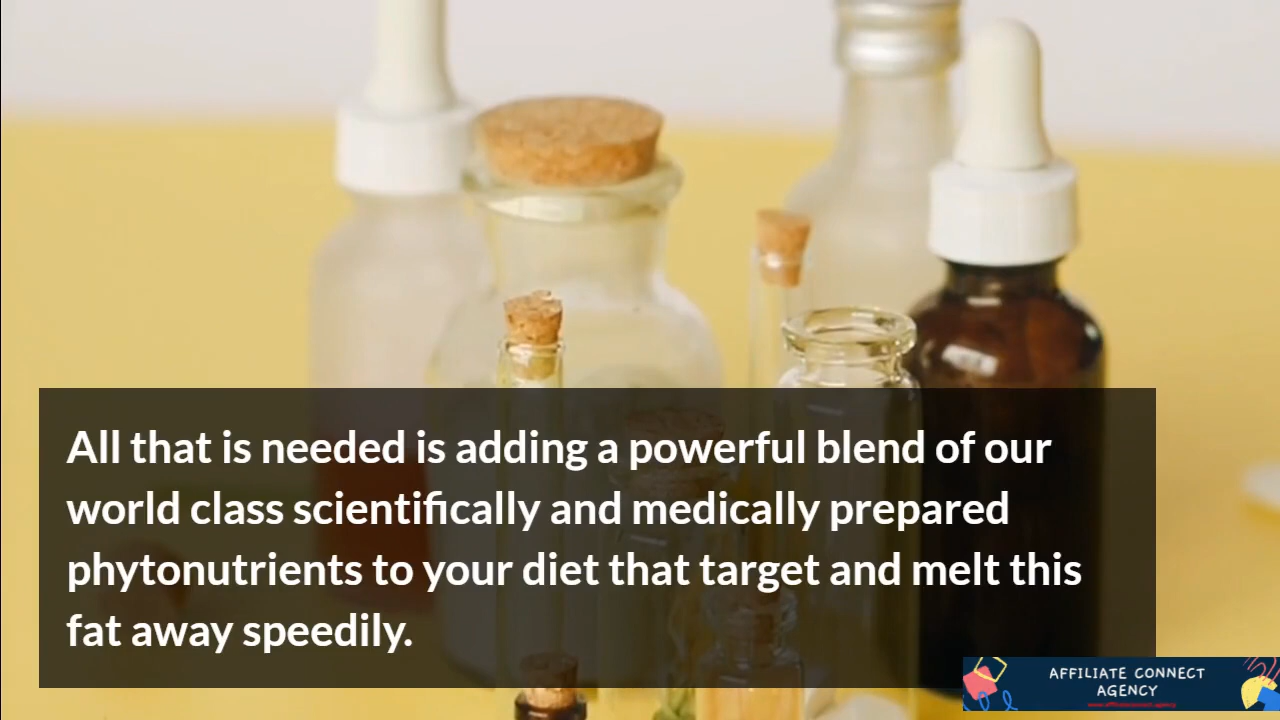 All that is needed is adding a powerful blend of our
world class scientifically and medically prepared
phytonutrients to your diet that target and melt this
fat away speedily.
AFFILIATE CONNECT
AGENCY